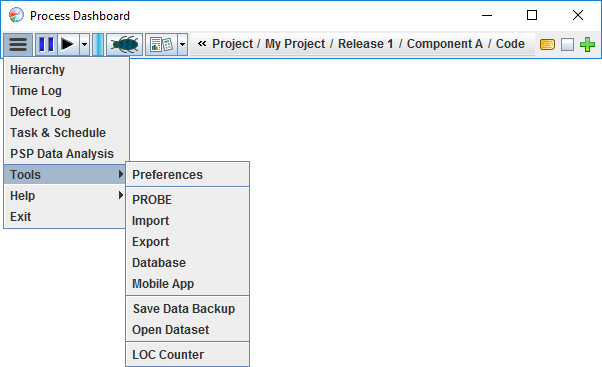 Process Dashboard
« Project / My Project / Release 1 / Component A / Code
Hierarchy
Time Log
Defect Log
Task & Schedule
PSP Data Analysis
Tools
Help
Exit
Preferences
PROBE
Import
Export
Database
Mobile App
Save Data Backup
Open Dataset
LOC Counter